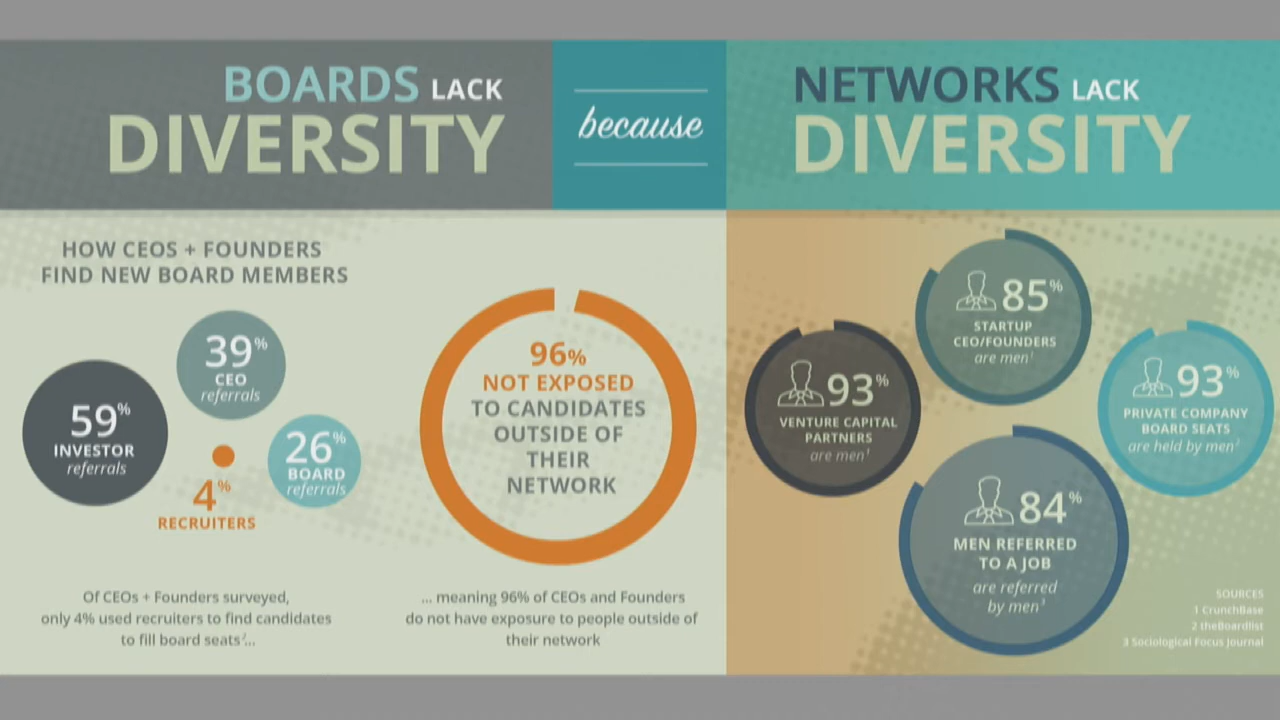 BOARDS LACK
DIVERSITY
because
NETWORKS LACK
DIVERSITY
HOW CEOS + FOUNDERS
FIND NEW BOARD MEMBERS
59%
INVESTOR
referrals
39%
CEO
referrals
26%
BOARD
referrals
4%
RECRUITERS
Of CEOs + Founders surveyed,
only 4% used recruiters to find candidates
to fill board seats²...
96%
NOT EXPOSED
TO CANDIDATES
OUTSIDE OF
THEIR
NETWORK
... meaning 96% of CEOs and Founders
do not have exposure to people outside of
their network
93%
VENTURE CAPITAL
PARTNERS
are men¹
85%
STARTUP
CEO/FOUNDERS
are men¹
93%
PRIVATE COMPANY
BOARD SEATS
are held by men²
84%
MEN REFERRED
TO A JOB
are referred
by men³
SOURCES
1 CrunchBase
2 theBoardlist
3 Sociological Focus Journal